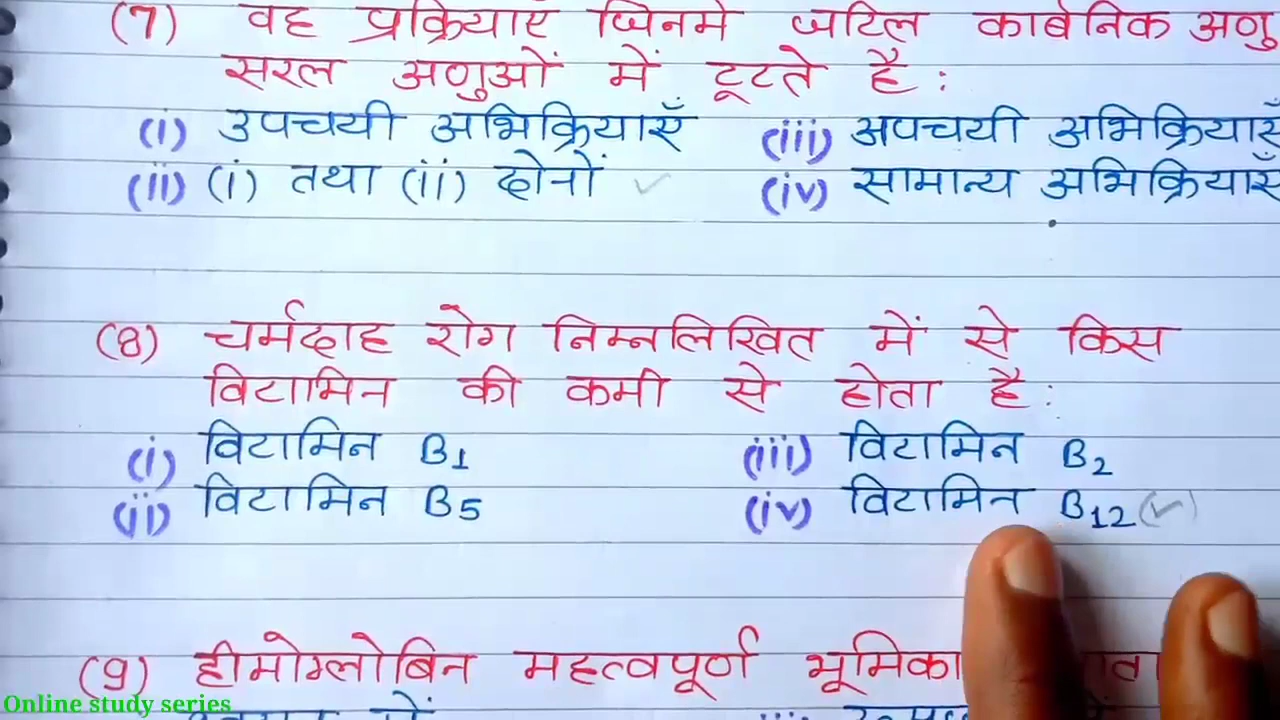 (7) वह प्रक्रियाएँ जिनमे जटिल कार्बनिक अणु
सरल अणुओं में टूटते है :
(i) उपचयी अभिक्रियाएँ (iii) अपचयी अभिक्रियाएँ
(ii) (i) तथा (ii) दोनों ✓ (iv) सामान्य अभिक्रियाएँ
(8) चर्मदाह रोग निम्नलिखित में से किस
विटामिन की कमी से होता है :
(i) विटामिन B1 (iii) विटामिन B2
(ii) विटामिन B5 (iv) विटामिन B12 (✓)
(9) हीमोग्लोबिन महत्वपूर्ण भूमिका
Online study series